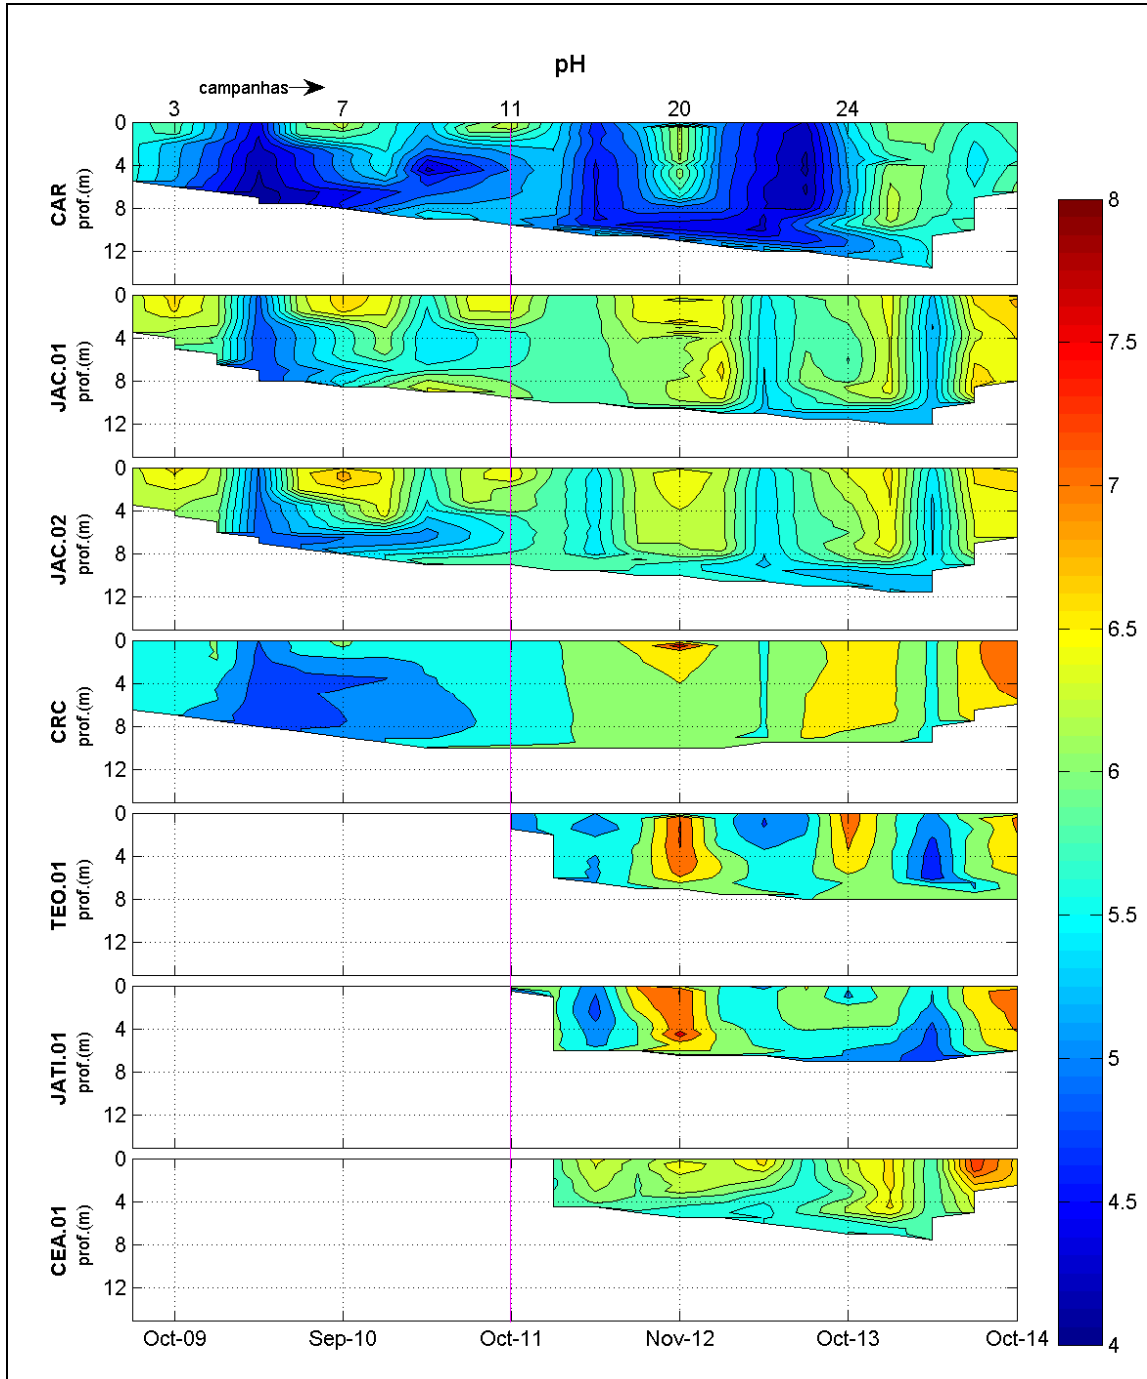 pH
campanhas
3 7 11 20 24
0
4
8
12
CAR
prof.(m)
0
4
8
12
JAC.01
prof.(m)
0
4
8
12
JAC.02
prof.(m)
0
4
8
12
CRC
prof.(m)
0
4
8
12
TEO.01
prof.(m)
0
4
8
12
JATI.01
prof.(m)
0
4
8
12
CEA.01
prof.(m)
Oct-09 Sep-10 Oct-11 Nov-12 Oct-13 Oct-14
8
7.5
7
6.5
6
5.5
5
4.5
4